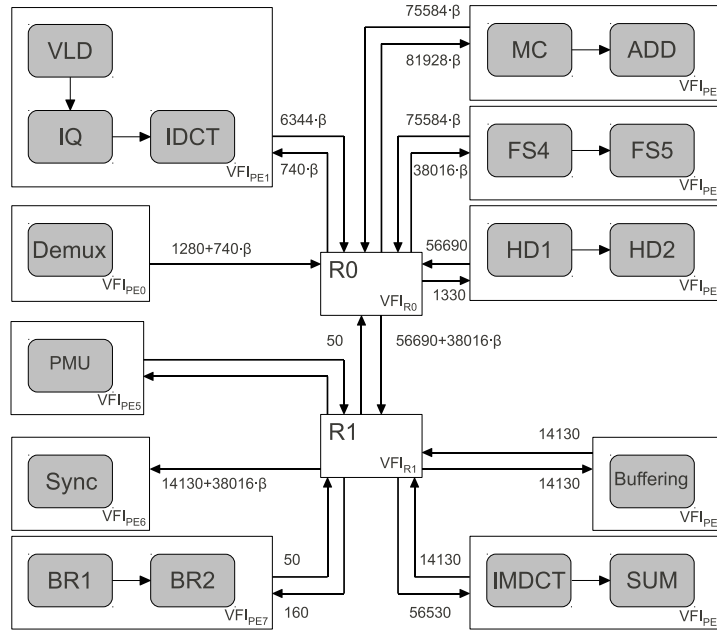 VLD
IQ
IDCT
VFIPE1
6344·β
740·β
75584·β
81928·β
MC
ADD
VFIPE
75584·β
38016·β
FS4
FS5
VFIPE
Demux
VFIPE0
1280+740·β
56690
1330
HD1
HD2
VFIPE
R0
VFIR0
PMU
VFIPE5
50
56690+38016·β
R1
VFIR1
Sync
VFIPE6
14130+38016·β
14130
14130
Buffering
VFIPE
BR1
BR2
VFIPE7
50
160
14130
56530
IMDCT
SUM
VFIPE